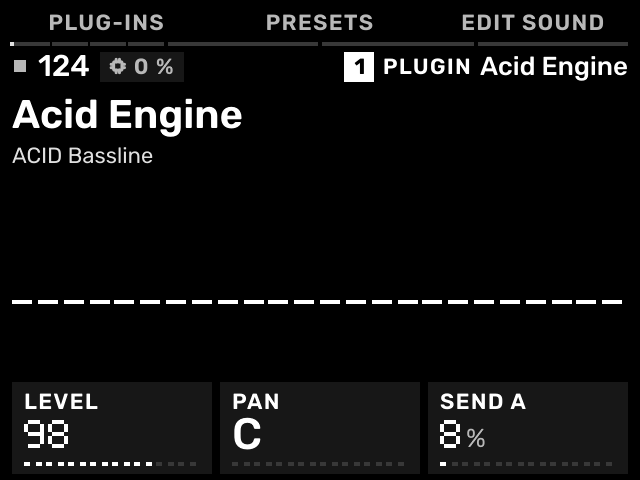 PLUG-INS PRESETS EDIT SOUND
124 0 % 1 PLUGIN Acid Engine
Acid Engine
ACID Bassline
LEVEL PAN SEND A
98 C 8 %